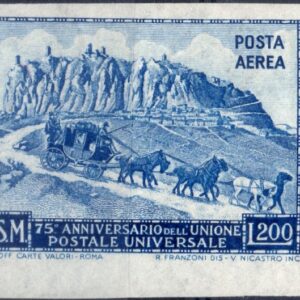 POSTA
AEREA
S.M. 75° ANNIVERSARIO DELL'UNIONE L.200
POSTALE UNIVERSALE
OFF. CARTE VALORI - ROMA R. FRANZONI DIS - V. NICASTRO INC.